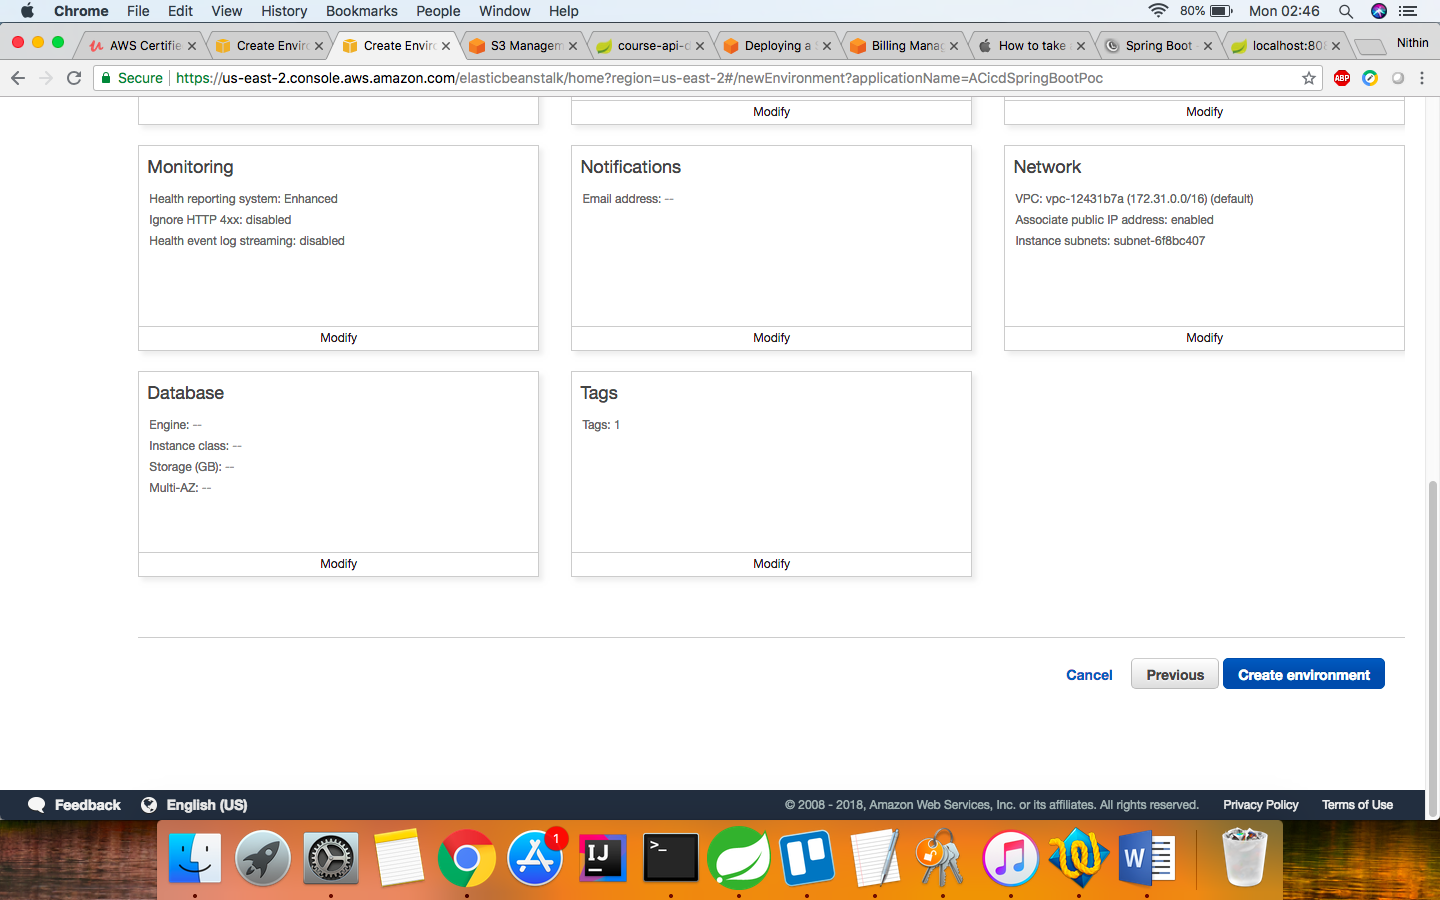 Chrome File Edit View History Bookmarks People Window Help 80% Mon 02:46
AWS Certifie Create Enviro Create Enviro S3 Managem course-api-d Deploying a S Billing Manag How to take Spring Boot localhost:808 Nithin
Secure https://us-east-2.console.aws.amazon.com/elasticbeanstalk/home?region=us-east-2#/newEnvironment?applicationName=ACicdSpringBootPoc ABP
Modify Modify
Monitoring
Health reporting system: Enhanced
Ignore HTTP 4xx: disabled
Health event log streaming: disabled
Modify
Notifications
Email address: --
Modify
Network
VPC: vpc-12431b7a (172.31.0.0/16) (default)
Associate public IP address: enabled
Instance subnets: subnet-6f8bc407
Modify
Database
Engine: --
Instance class: --
Storage (GB): --
Multi-AZ: --
Modify
Tags
Tags: 1
Modify
Cancel Previous Create environment
Feedback English (US) © 2008 - 2018, Amazon Web Services, Inc. or its affiliates. All rights reserved. Privacy Policy Terms of Use
1
IJ
>_
W